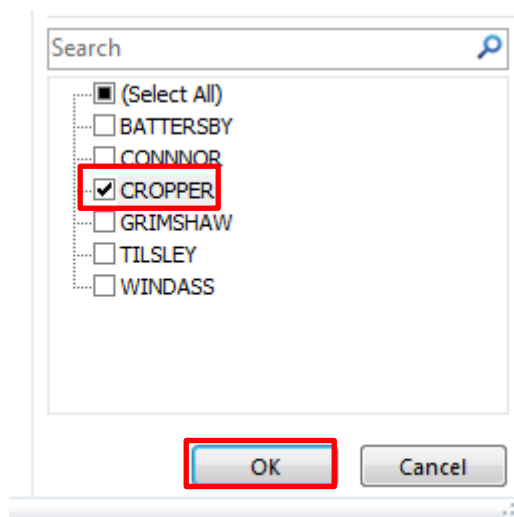 Search
(Select All)
BATTERSBY
CONNNOR
CROPPER
GRIMSHAW
TILSLEY
WINDASS
OK Cancel